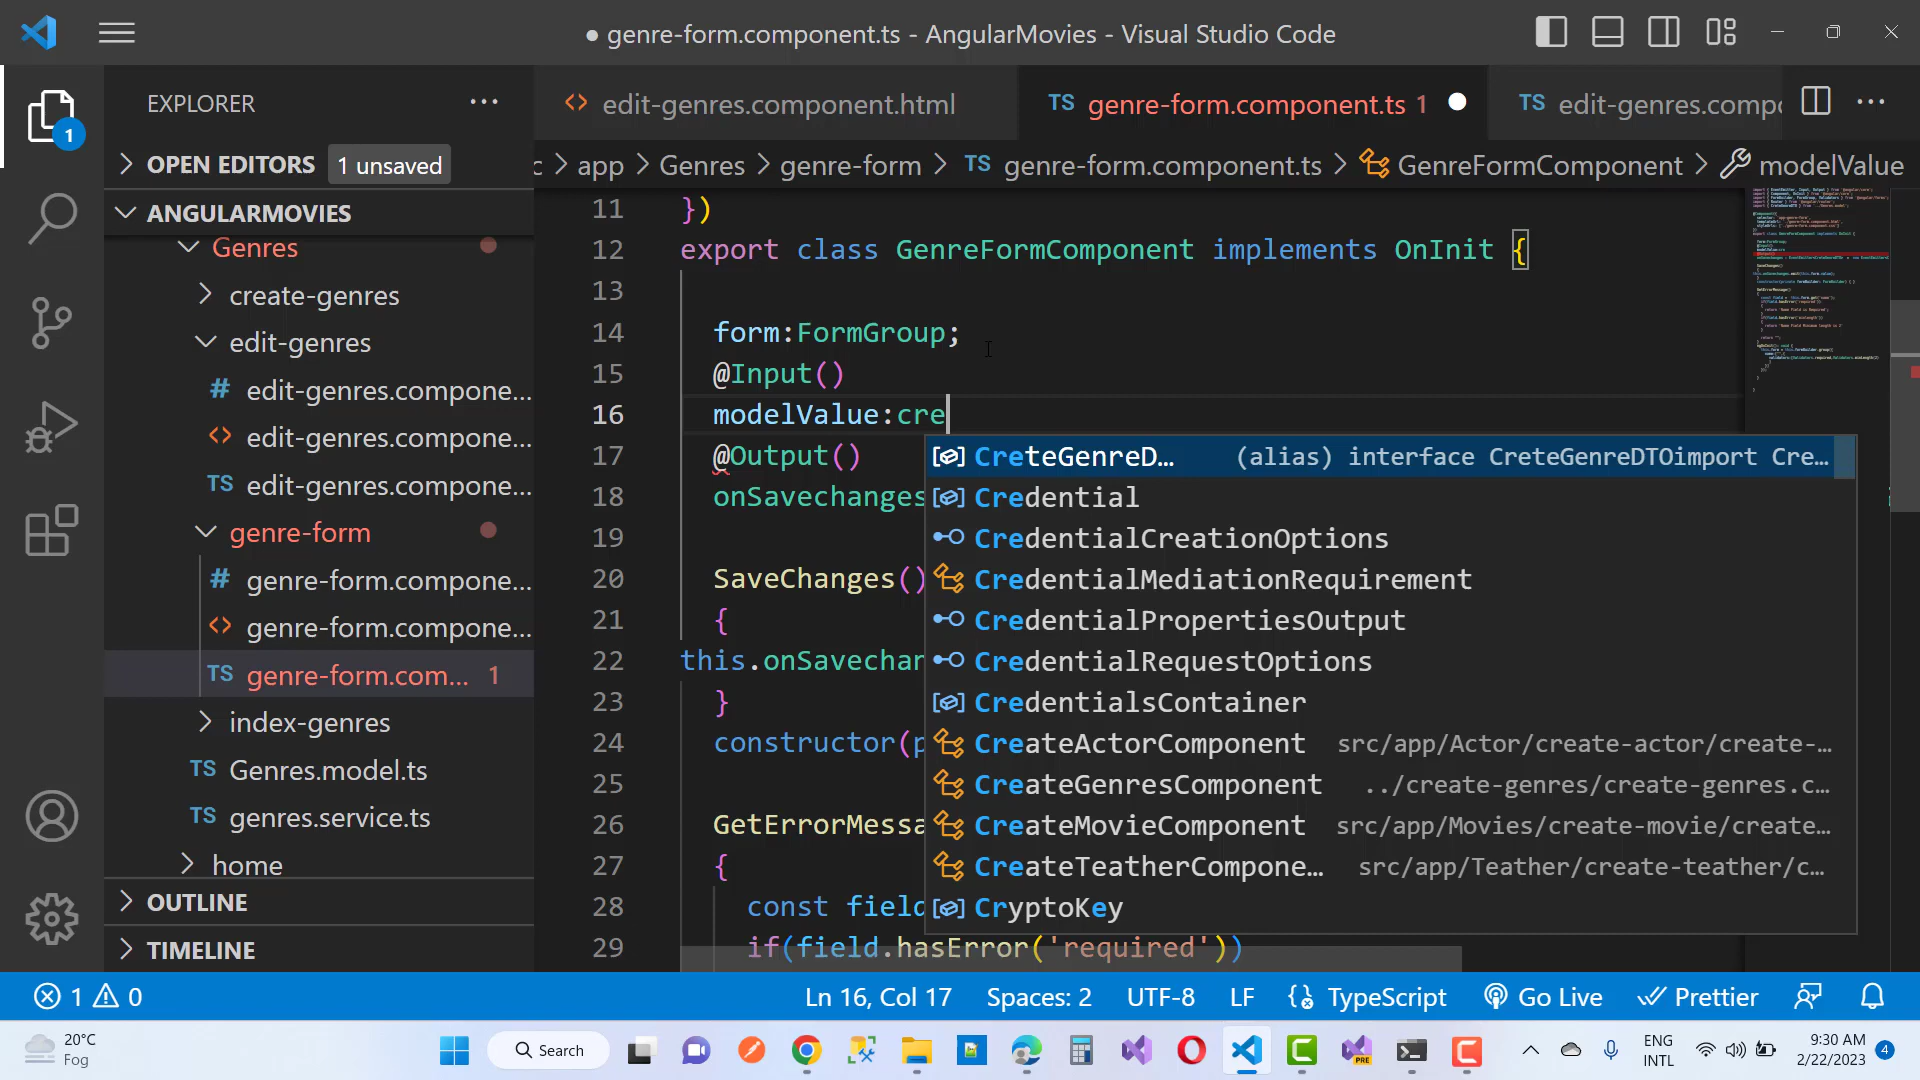 ● genre-form.component.ts - AngularMovies - Visual Studio Code
EXPLORER
edit-genres.component.html
TS genre-form.component.ts 1
TS edit-genres.compo
1
OPEN EDITORS 1 unsaved
c > app > Genres > genre-form > TS genre-form.component.ts > GenreFormComponent > modelValue
ANGULARMOVIES
Genres
create-genres
edit-genres
# edit-genres.compone...
<> edit-genres.compone...
TS edit-genres.compone...
genre-form
# genre-form.compone...
<> genre-form.compone...
TS genre-form.com... 1
index-genres
TS Genres.model.ts
TS genres.service.ts
home
OUTLINE
TIMELINE
11 })
12 export class GenreFormComponent implements OnInit {
13
14 form:FormGroup;
15 @Input()
16 modelValue:cre
17 @Output()
18 onSavechanges
19
20 SaveChanges()
21 {
22 this.onSavechan
23 }
24 constructor(p
25
26 GetErrorMessa
27 {
28 const field
29 if(field.hasError('required'))
CreteGenreD... (alias) interface CreteGenreDTOimport Cre...
Credential
CredentialCreationOptions
CredentialMediationRequirement
CredentialPropertiesOutput
CredentialRequestOptions
CredentialsContainer
CreateActorComponent src/app/Actor/create-actor/create-...
CreateGenresComponent ../create-genres/create-genres.c...
CreateMovieComponent src/app/Movies/create-movie/create...
CreateTeatherCompone... src/app/Teather/create-teather/c...
CryptoKey
1 0
Ln 16, Col 17 Spaces: 2 UTF-8 LF TypeScript Go Live Prettier
20°C
Fog
Search
PRE
ENG
INTL
9:30 AM
2/22/2023
4